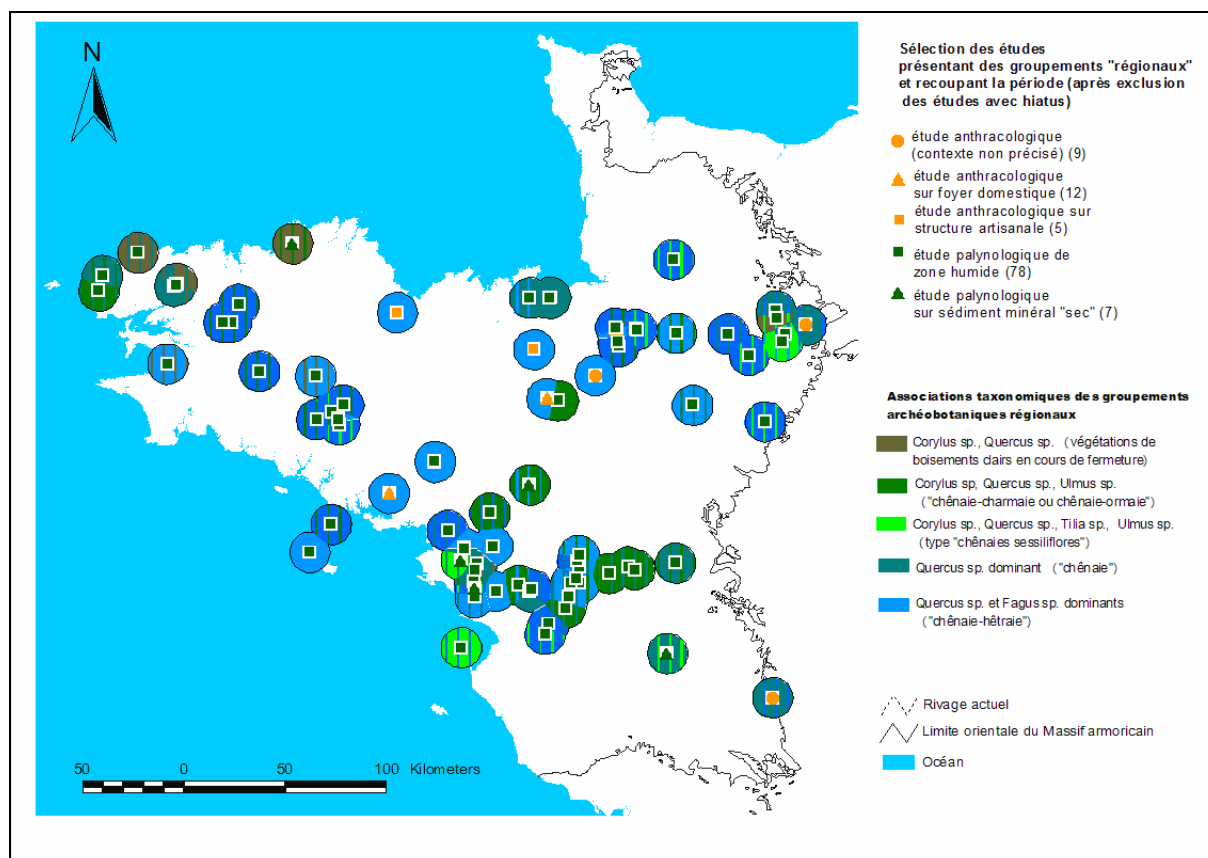 N
50
0
50
100
Kilometers
Sélection des études
présentant des groupements "régionaux"
et recoupant la période (après exclusion
des études avec hiatus)
étude anthracologique
(contexte non précisé) (9)
étude anthracologique
sur foyer domestique (12)
étude anthracologique sur
structure artisanale (5)
étude palynologique de
zone humide (78)
étude palynologique
sur sédiment minéral "sec" (7)
Associations taxonomiques des groupements
archéobotaniques régionaux
Corylus sp., Quercus sp. (végétations de
boisements clairs en cours de fermeture)
Corylus sp, Quercus sp., Ulmus sp.
("chênaie-charmaie ou chênaie-ormaie")
Corylus sp., Quercus sp., Tilia sp., Ulmus sp.
(type "chênaies sessiliflores")
Quercus sp. dominant ("chênaie")
Quercus sp. et Fagus sp. dominants
("chênaie-hêtraie")
Rivage actuel
Limite orientale du Massif armoricain
Océan